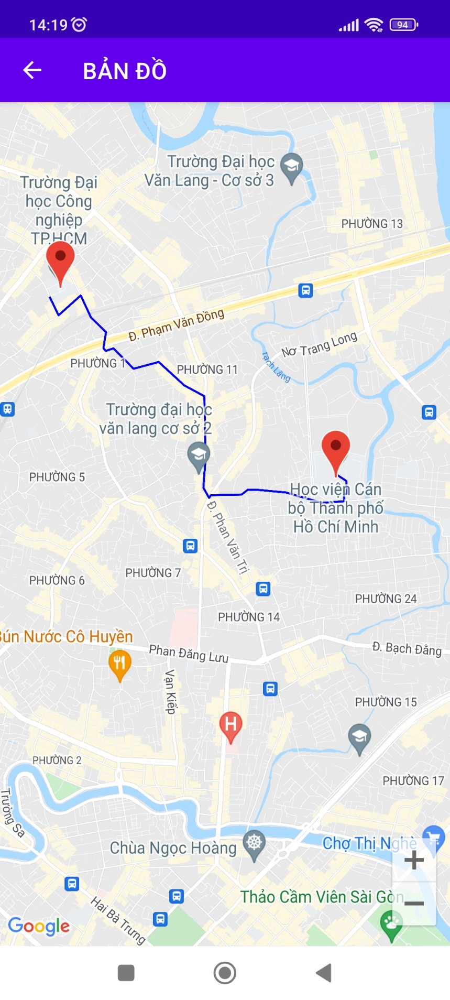 14:19
94
BẢN ĐỒ
Trường Đại học
Văn Lang - Cơ sở 3
Trường Đại
học Công
nghiệp
TP.HCM
PHƯỜNG 13
Đ. Phạm Văn Đồng
Nơ Trang Long
rạch Lăng
PHƯỜNG 1
PHƯỜNG 11
Trường đại học
văn lang cơ sở 2
PHƯỜNG 5
Học viện Cán
bộ Thành phố
Hồ Chí Minh
Đ. Phan Văn Trị
PHƯỜNG 7
PHƯỜNG 6
PHƯỜNG 24
PHƯỜNG 14
Bún Nước Cô Huyền
Phan Đăng Lưu
Đ. Bạch Đằng
Vạn Kiếp
PHƯỜNG 15
H
PHƯỜNG 2
PHƯỜNG 17
Trường Sa
Chùa Ngọc Hoàng
Chợ Thị Nghè
Thảo Cầm Viên Sài Gòn
Hai Bà Trưng
Google